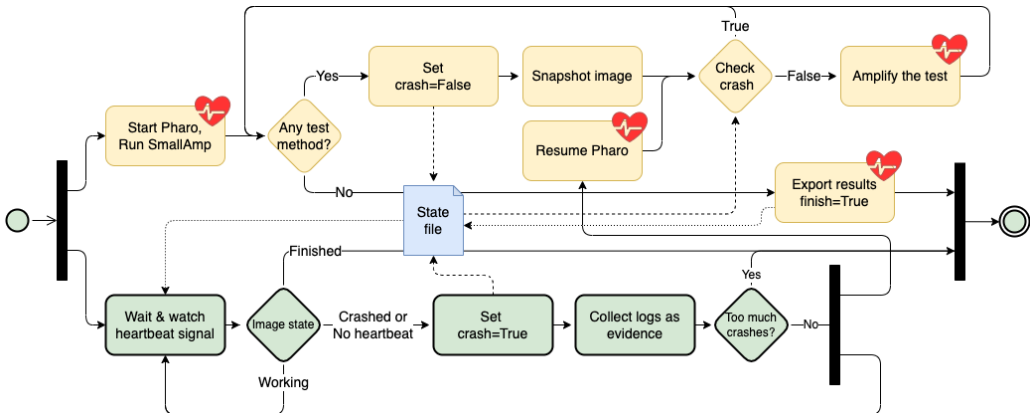 True
Yes
Set
crash=False
Snapshot image
Check
crash
False
Amplify the test
Start Pharo,
Run SmallAmp
Any test
method?
Resume Pharo
No
Export results
finish=True
State
file
Finished
Yes
Wait & watch
heartbeat signal
Image state
Crashed or
No heartbeat
Set
crash=True
Collect logs as
evidence
Too much
crashes?
No
Working